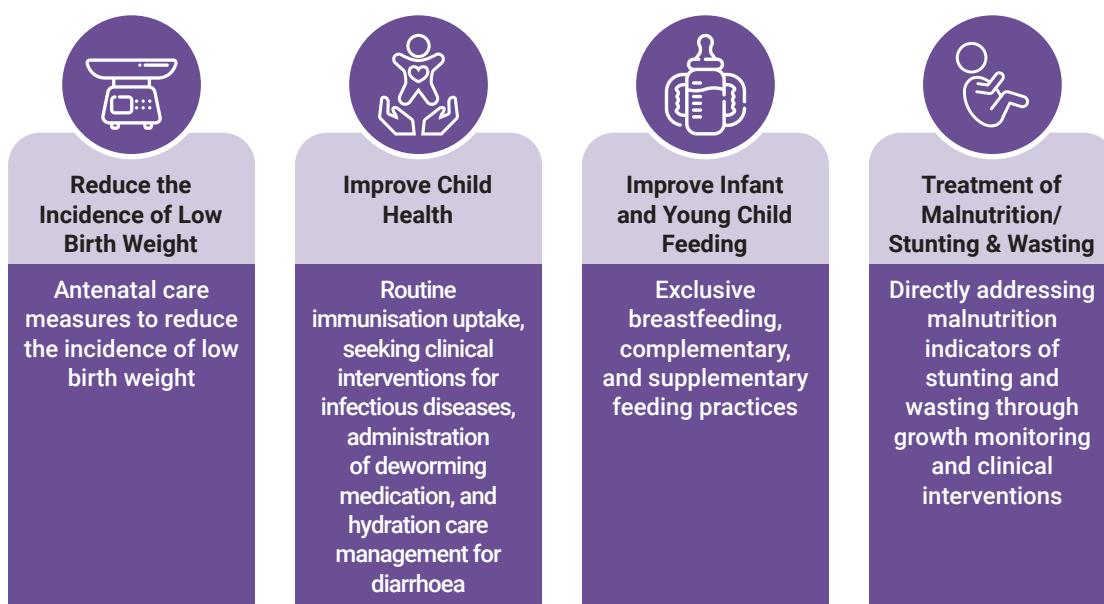 Reduce the
Incidence of Low
Birth Weight
Antenatal care
measures to reduce
the incidence of low
birth weight
Improve Child
Health
Routine
immunisation uptake,
seeking clinical
interventions for
infectious diseases,
administration
of deworming
medication, and
hydration care
management for
diarrhoea
Improve Infant
and Young Child
Feeding
Exclusive
breastfeeding,
complementary,
and supplementary
feeding practices
Treatment of
Malnutrition/
Stunting & Wasting
Directly addressing
malnutrition
indicators of
stunting and
wasting through
growth monitoring
and clinical
interventions